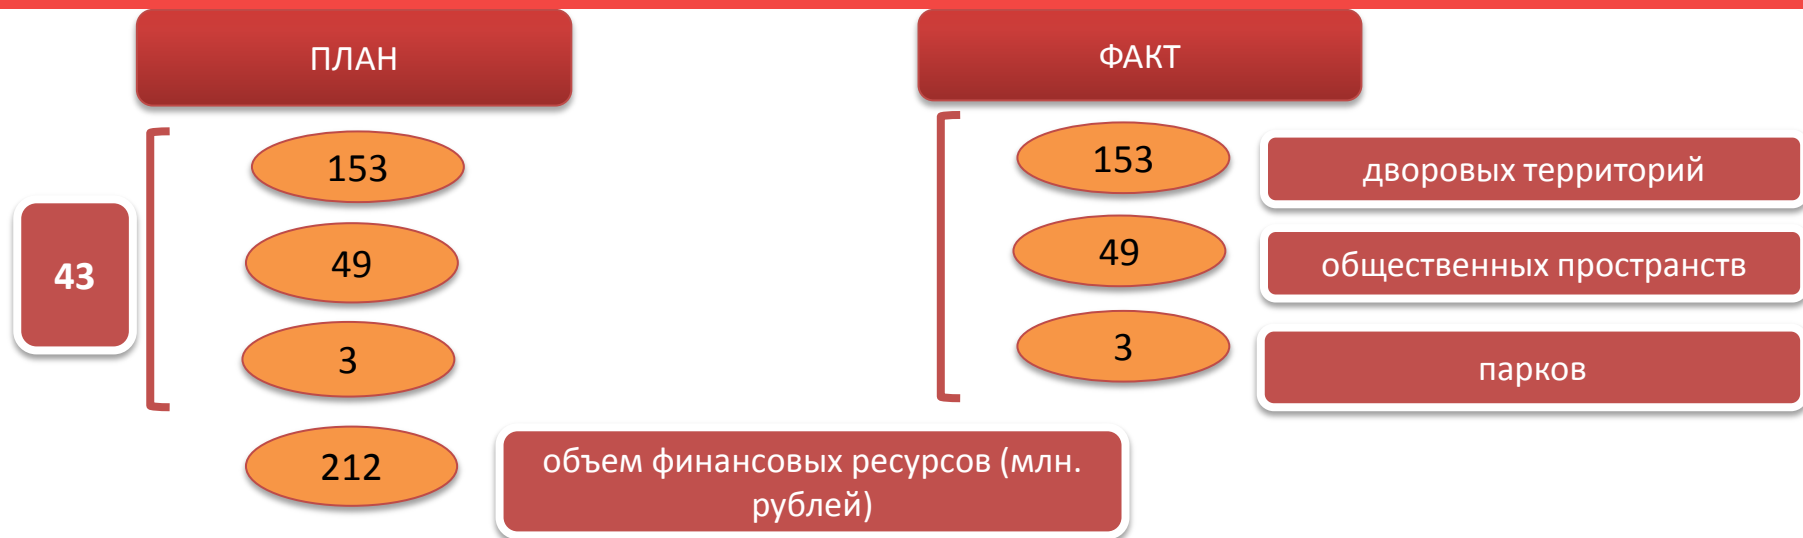 ПЛАН
ФАКТ
43
153
49
3
212
153
49
3
дворовых территорий
общественных пространств
парков
объем финансовых ресурсов (млн.
рублей)